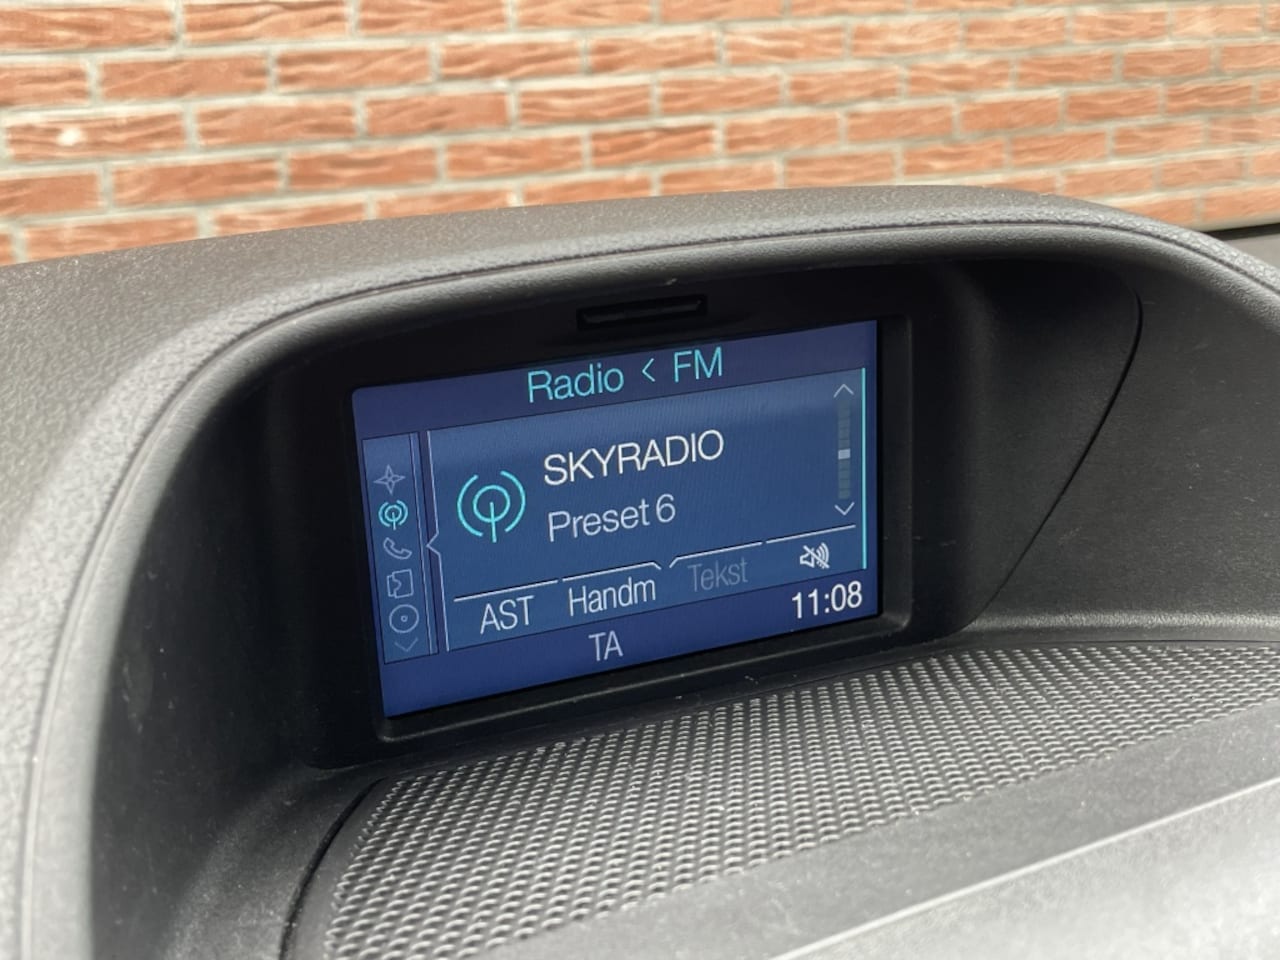 Radio < FM
SKYRADIO
Preset 6
AST Handm Tekst
11:08
TA